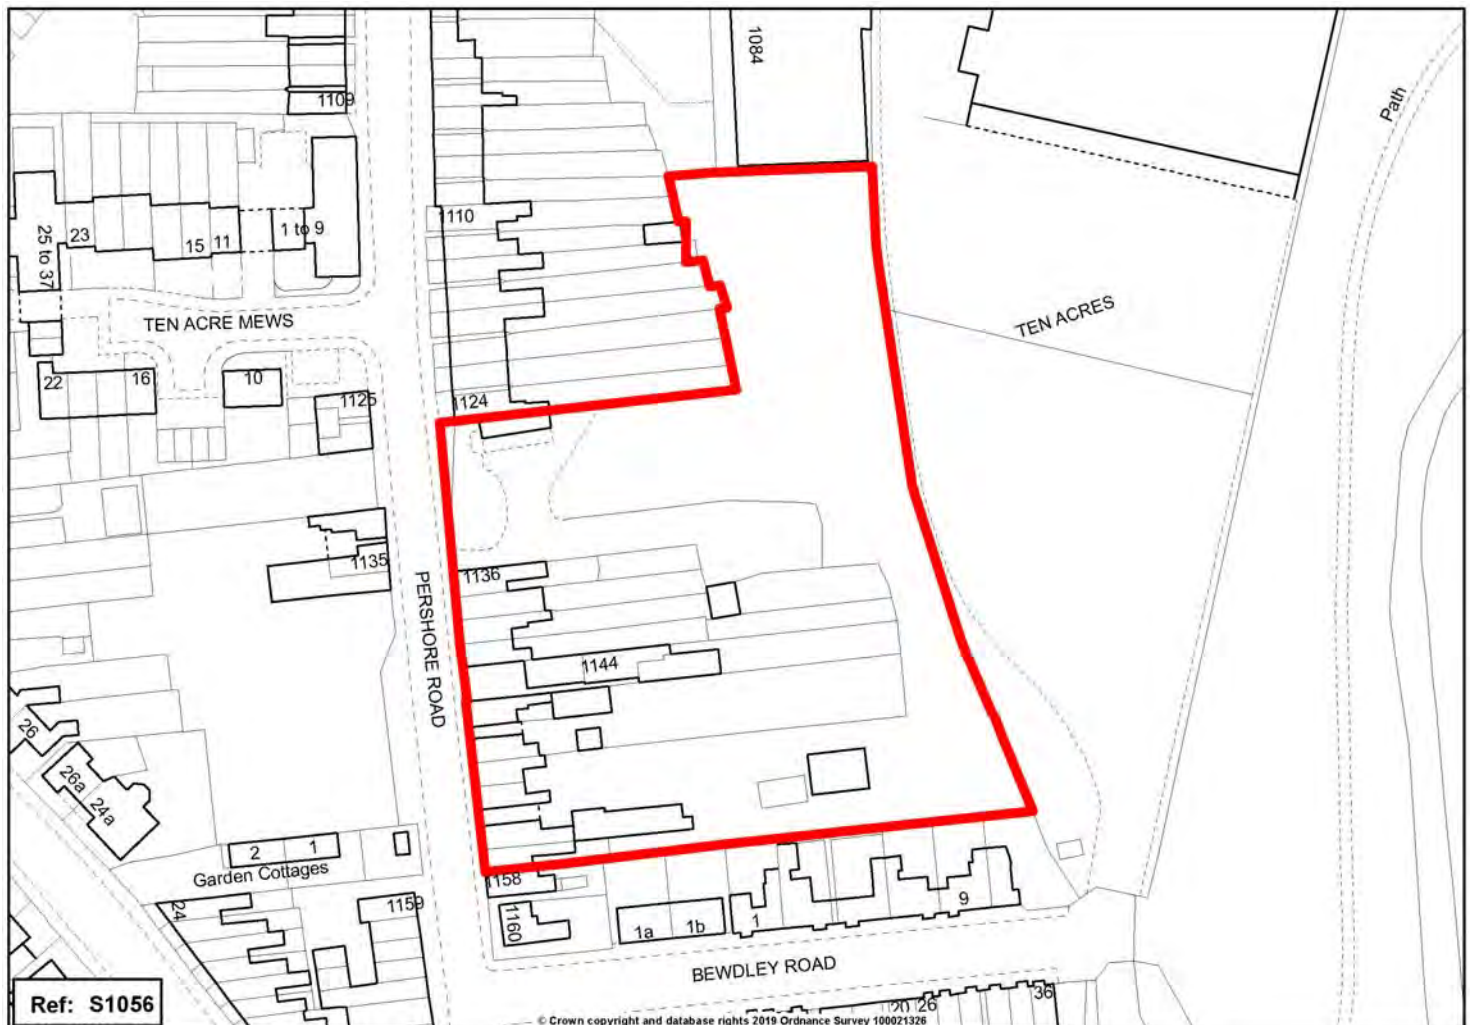 1084
Path
1109
1110
25 to 37
23
15
11
1 to 9
TEN ACRE MEWS
TEN ACRES
22
16
10
1125
1124
1135
1136
PERSHORE ROAD
1144
26
26a
24a
2
1
Garden Cottages
24
1159
1158
1160
1a
1b
1
9
BEWDLEY ROAD
20
26
36
Ref: S1056
© Crown copyright and database rights 2019 Ordnance Survey 100021326